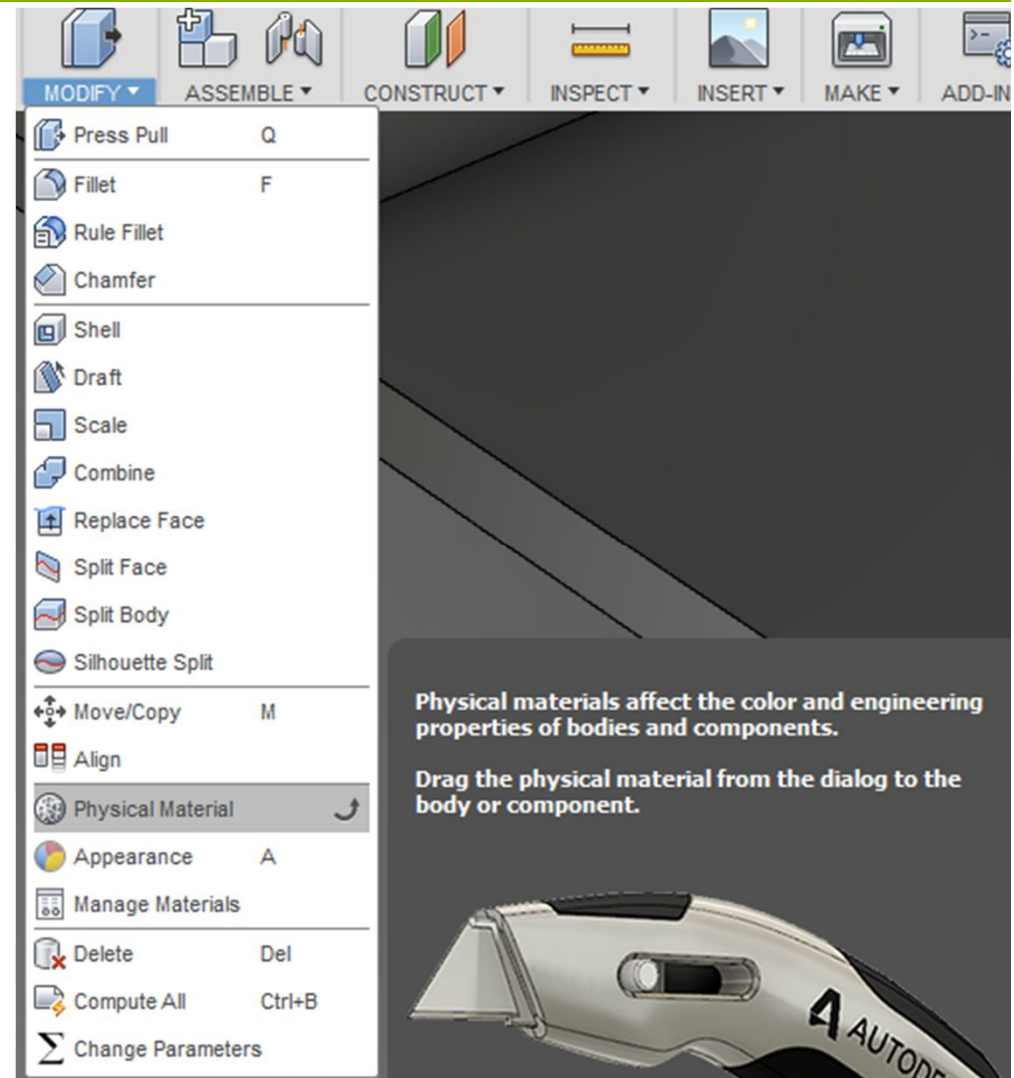 MODIFY ASSEMBLE CONSTRUCT INSPECT INSERT MAKE ADD-IN
Press Pull Q
Fillet F
Rule Fillet
Chamfer
Shell
Draft
Scale
Combine
Replace Face
Split Face
Split Body
Silhouette Split
Move/Copy M
Align
Physical Material
Appearance A
Manage Materials
Delete Del
Compute All Ctrl+B
Change Parameters
Physical materials affect the color and engineering
properties of bodies and components.
Drag the physical material from the dialog to the
body or component.
AUTODE